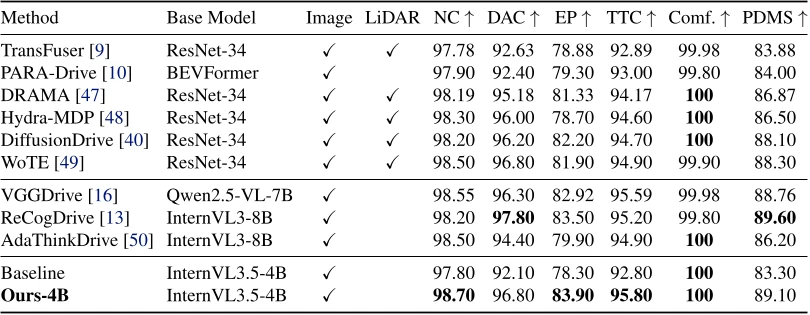 Method Base Model Image LiDAR NC ↑ DAC ↑ EP ↑ TTC ↑ Comf. ↑ PDMS ↑
TransFuser [9] ResNet-34 ✓ ✓ 97.78 92.63 78.88 92.89 99.98 83.88
PARA-Drive [10] BEVFormer ✓ 97.90 92.40 79.30 93.00 99.80 84.00
DRAMA [47] ResNet-34 ✓ ✓ 98.19 95.18 81.33 94.17 100 86.87
Hydra-MDP [48] ResNet-34 ✓ ✓ 98.30 96.00 78.70 94.60 100 86.50
DiffusionDrive [40] ResNet-34 ✓ ✓ 98.20 96.20 82.20 94.70 100 88.10
WoTE [49] ResNet-34 ✓ ✓ 98.50 96.80 81.90 94.90 99.90 88.30
VGGDrive [16] Qwen2.5-VL-7B ✓ 98.55 96.30 82.92 95.59 99.98 88.76
ReCogDrive [13] InternVL3-8B ✓ 98.20 97.80 83.50 95.20 99.80 89.60
AdaThinkDrive [50] InternVL3-8B ✓ 98.50 94.40 79.90 94.90 100 86.20
Baseline InternVL3.5-4B ✓ 97.80 92.10 78.30 92.80 100 83.30
Ours-4B InternVL3.5-4B ✓ 98.70 96.80 83.90 95.80 100 89.10